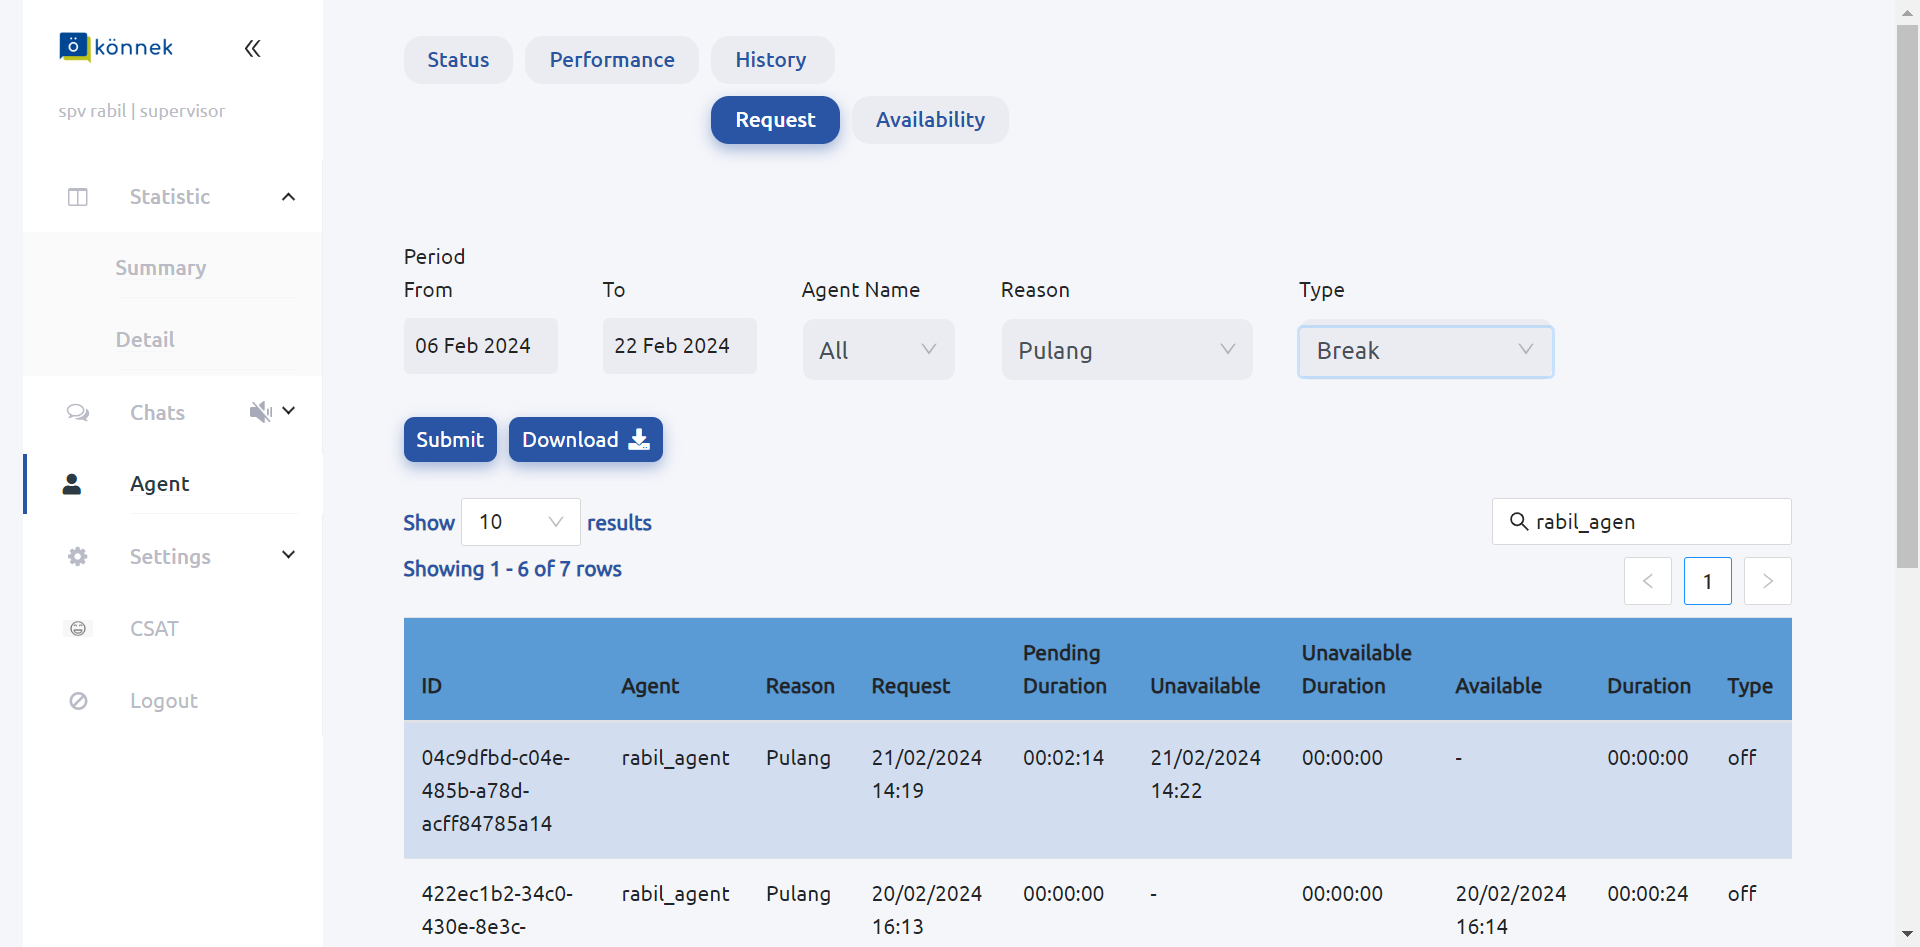 ö könnek
spv rabil | supervisor
Statistic
Summary
Detail
Chats
Agent
Settings
CSAT
Logout
Status Performance History
Request Availability
Period
From To Agent Name Reason Type
06 Feb 2024 22 Feb 2024 All Pulang Break
Submit Download
Show 10 results rabil_agen
Showing 1 - 6 of 7 rows
< 1 >
Pending Unavailable
ID Agent Reason Request Duration Unavailable Duration Available Duration Type
04c9dfbd-c04e- rabil_agent Pulang 21/02/2024 00:02:14 21/02/2024 00:00:00 - 00:00:00 off
485b-a78d- 14:19 14:22
acff84785a14
422ec1b2-34c0- rabil_agent Pulang 20/02/2024 00:00:00 - 00:00:00 20/02/2024 00:00:24 off
430e-8e3c- 16:13 16:14